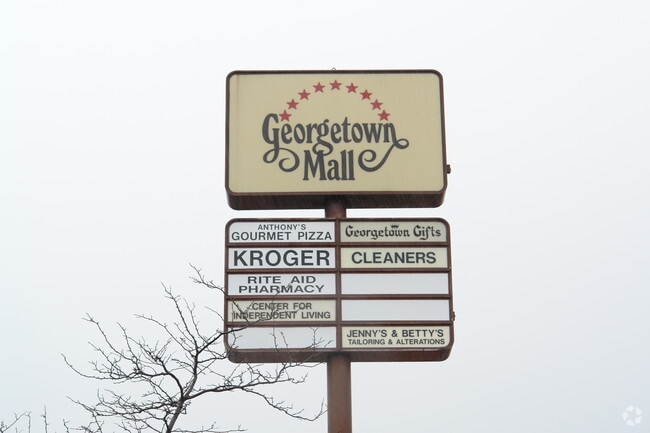 Georgetown
Mall
ANTHONY'S
GOURMET PIZZA
Georgetown Gifts
KROGER
CLEANERS
RITE AID
PHARMACY
CENTER FOR
INDEPENDENT LIVING
JENNY'S & BETTY'S
TAILORING & ALTERATIONS